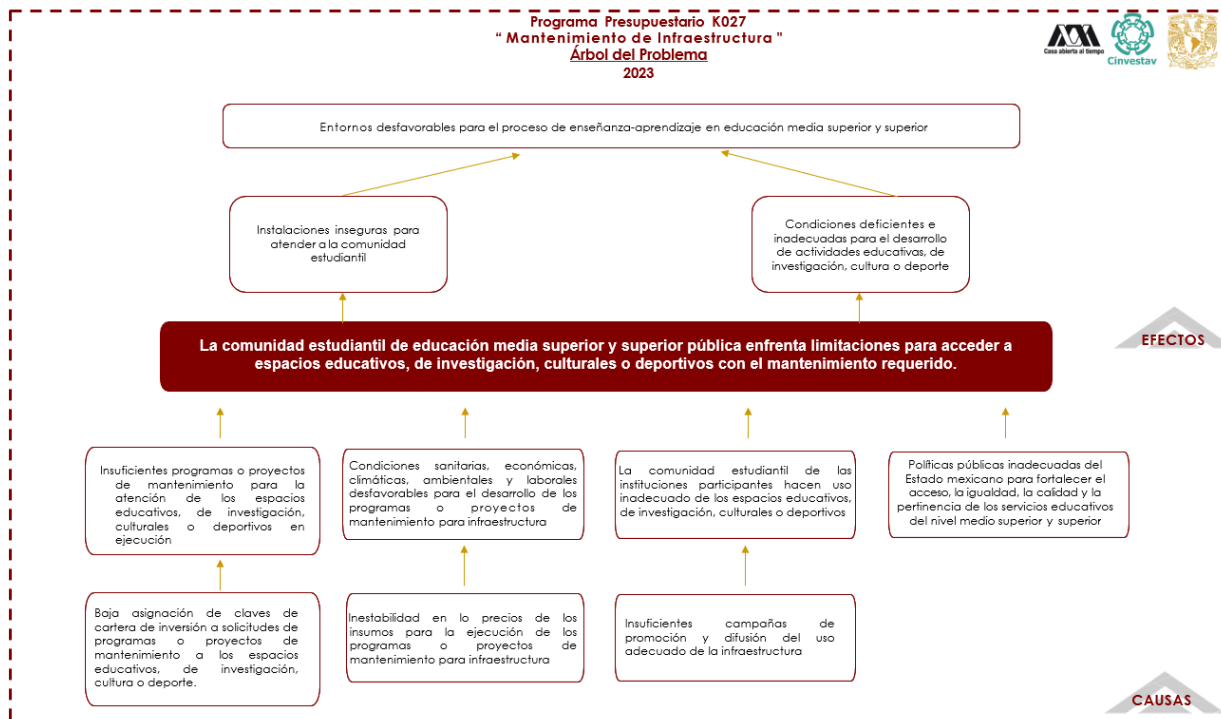 Programa Presupuestario K027
“ Mantenimiento de Infraestructura "
Árbol del Problema
2023
Casa abierta al tiempo
Cinvestav
Entornos desfavorables para el proceso de enseñanza-aprendizaje en educación media superior y superior
Instalaciones inseguras para
atender a la comunidad
estudiantil
Condiciones deficientes e
inadecuadas para el desarrollo
de actividades educativas, de
investigación, cultura o deporte
La comunidad estudiantil de educación media superior y superior pública enfrenta limitaciones para acceder a
espacios educativos, de investigación, culturales o deportivos con el mantenimiento requerido.
EFECTOS
Insuficientes programas o proyectos
de mantenimiento para la
atención de los espacios
educativos, de investigación,
culturales o deportivos en
ejecución
Condiciones sanitarias, económicas,
climáticas, ambientales y laborales
desfavorables para el desarrollo de los
programas o proyectos de
mantenimiento para infraestructura
La comunidad estudiantil de las
instituciones participantes hacen uso
inadecuado de los espacios educativos,
de investigación, culturales o deportivos
Políticas públicas inadecuadas del
Estado mexicano para fortalecer el
acceso, la igualdad, la calidad y la
pertinencia de los servicios educativos
del nivel medio superior y superior
Baja asignación de claves de
cartera de inversión a solicitudes de
programas o proyectos de
mantenimiento a los espacios
educativos, de investigación,
cultura o deporte.
Inestabilidad en lo precios de los
insumos para la ejecución de los
programas o proyectos de
mantenimiento para infraestructura
Insuficientes campañas de
promoción y difusión del uso
adecuado de la infraestructura
CAUSAS